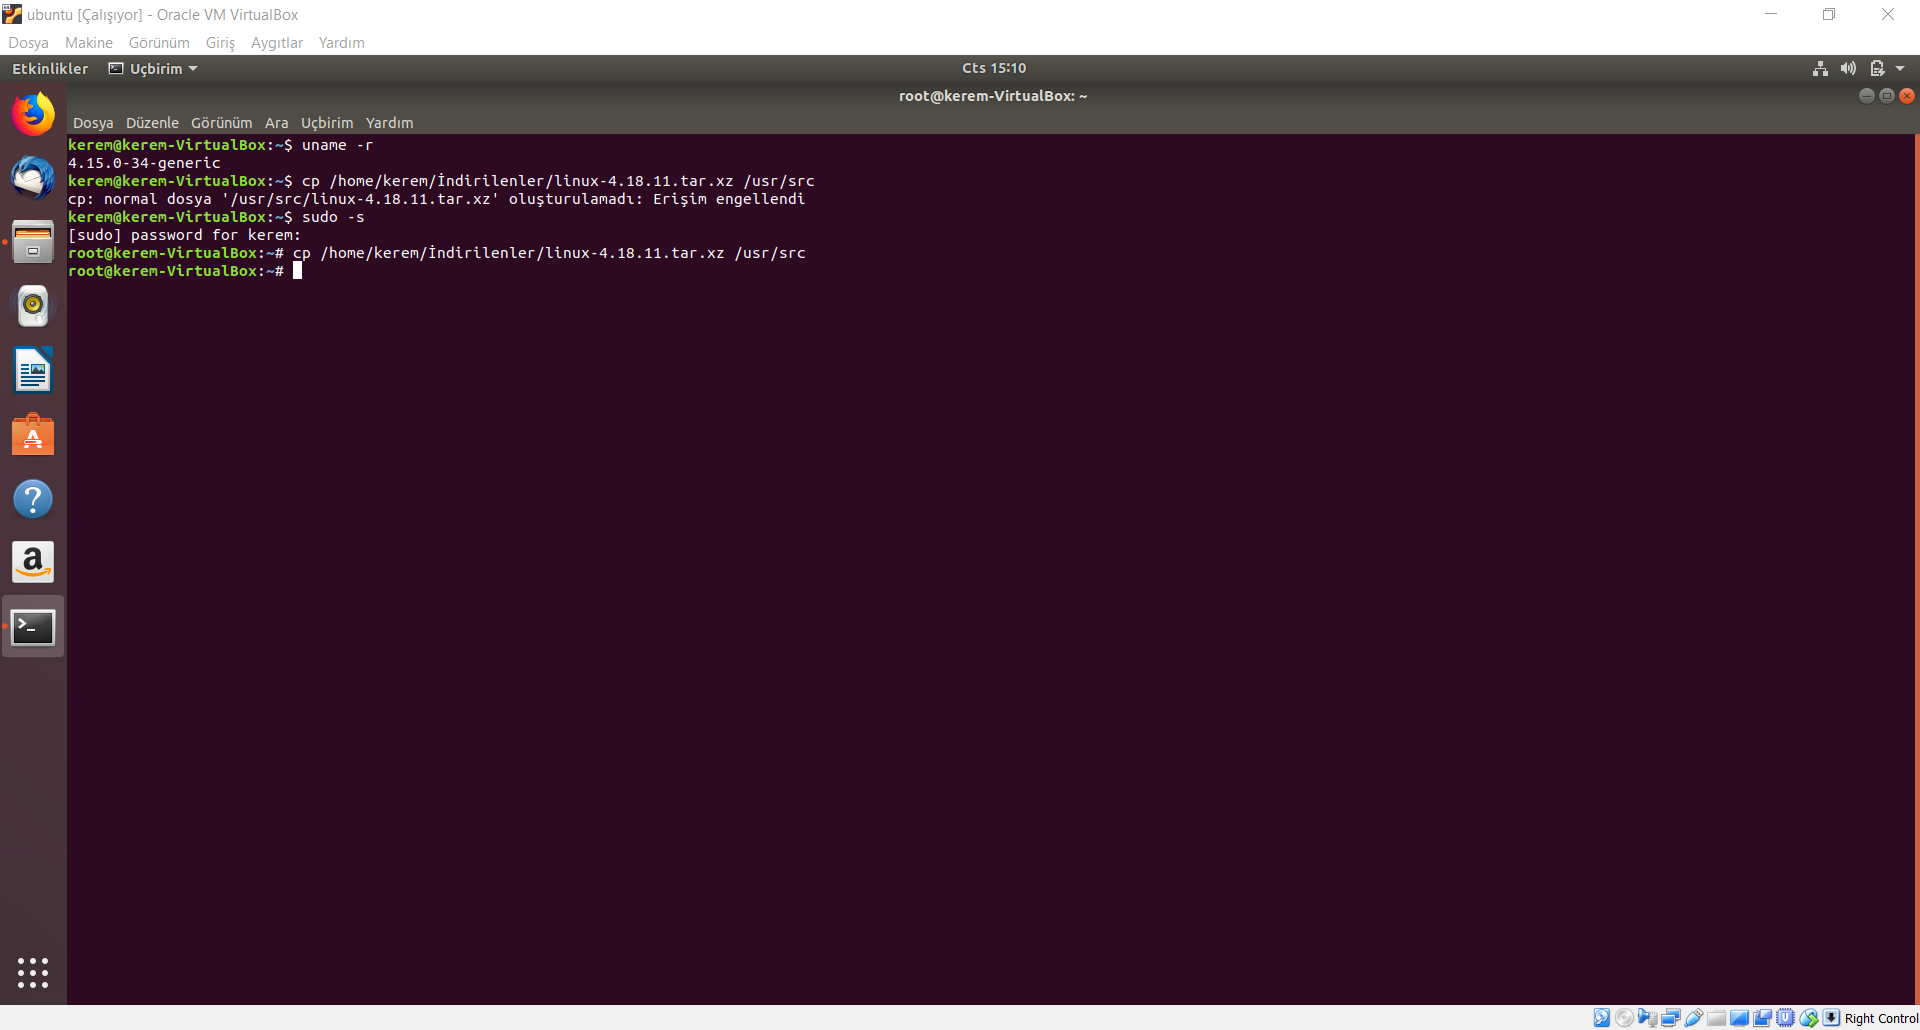 ubuntu [Çalışıyor] - Oracle VM VirtualBox
Dosya Makine Görünüm Giriş Aygıtlar Yardım
Etkinlikler Uçbirim Cts 15:10
root@kerem-VirtualBox: ~
Dosya Düzenle Görünüm Ara Uçbirim Yardım
kerem@kerem-VirtualBox:~$ uname -r
4.15.0-34-generic
kerem@kerem-VirtualBox:~$ cp /home/kerem/İndirilenler/linux-4.18.11.tar.xz /usr/src
cp: normal dosya '/usr/src/linux-4.18.11.tar.xz' oluşturulamadı: Erişim engellendi
kerem@kerem-VirtualBox:~$ sudo -s
[sudo] password for kerem:
root@kerem-VirtualBox:~# cp /home/kerem/İndirilenler/linux-4.18.11.tar.xz /usr/src
root@kerem-VirtualBox:~#
Right Control